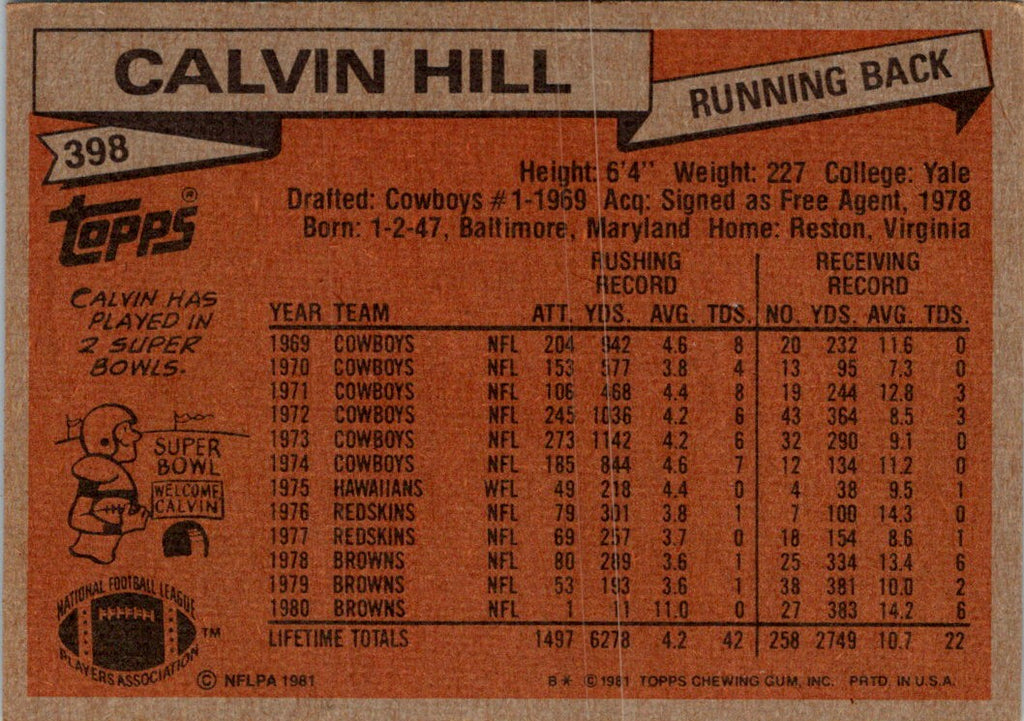 CALVIN HILL
RUNNING BACK
398
Topps®
Height: 6'4" Weight: 227 College: Yale
Drafted: Cowboys #1-1969 Acq: Signed as Free Agent, 1978
Born: 1-2-47, Baltimore, Maryland Home: Reston, Virginia
CALVIN HAS
PLAYED IN
2 SUPER
BOWLS.
SUPER
BOWL
WELCOME
CALVIN
RUSHING RECEIVING
RECORD RECORD
YEAR TEAM ATT. YDS. AVG. TDS. NO. YDS. AVG. TDS.
1969 COWBOYS NFL 204 942 4.6 8 20 232 11.6 0
1970 COWBOYS NFL 153 577 3.8 4 13 95 7.3 0
1971 COWBOYS NFL 106 468 4.4 8 19 244 12.8 3
1972 COWBOYS NFL 245 1036 4.2 6 43 364 8.5 3
1973 COWBOYS NFL 273 1142 4.2 6 32 290 9.1 0
1974 COWBOYS NFL 185 844 4.6 7 12 134 11.2 0
1975 HAWAIIANS WFL 49 218 4.4 0 4 38 9.5 1
1976 REDSKINS NFL 79 301 3.8 1 7 100 14.3 0
1977 REDSKINS NFL 69 257 3.7 0 18 154 8.6 1
1978 BROWNS NFL 80 289 3.6 1 25 334 13.4 6
1979 BROWNS NFL 53 193 3.6 1 38 381 10.0 2
1980 BROWNS NFL 1 11 11.0 0 27 383 14.2 6
LIFETIME TOTALS 1497 6278 4.2 42 258 2749 10.7 22
NATIONAL FOOTBALL LEAGUE
PLAYERS ASSOCIATION
™
© NFLPA 1981
B* © 1981 TOPPS CHEWING GUM, INC. PRTD. IN U.S.A.